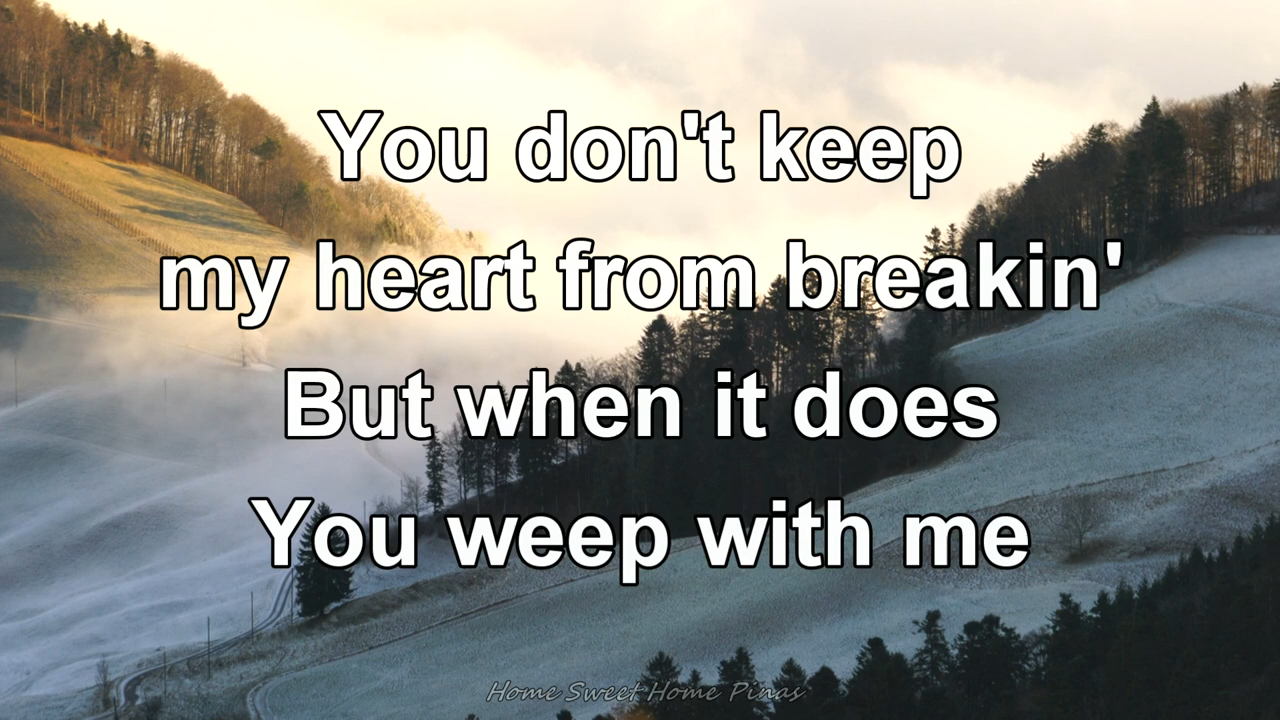 You don't keep
my heart from breakin'
But when it does
You weep with me
Home Sweet Home Pinas